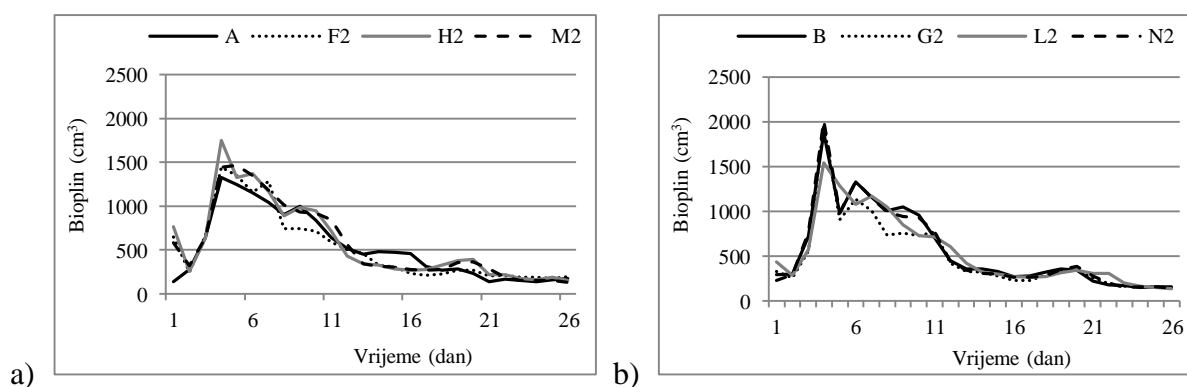 A F2 H2 M2
2500
2000
1500
1000
500
0
Bioplin (cm³)
1 6 11 16 21 26
Vrijeme (dan)
a)
B G2 L2 N2
2500
2000
1500
1000
500
0
Bioplin (cm³)
1 6 11 16 21 26
Vrijeme (dan)
b)